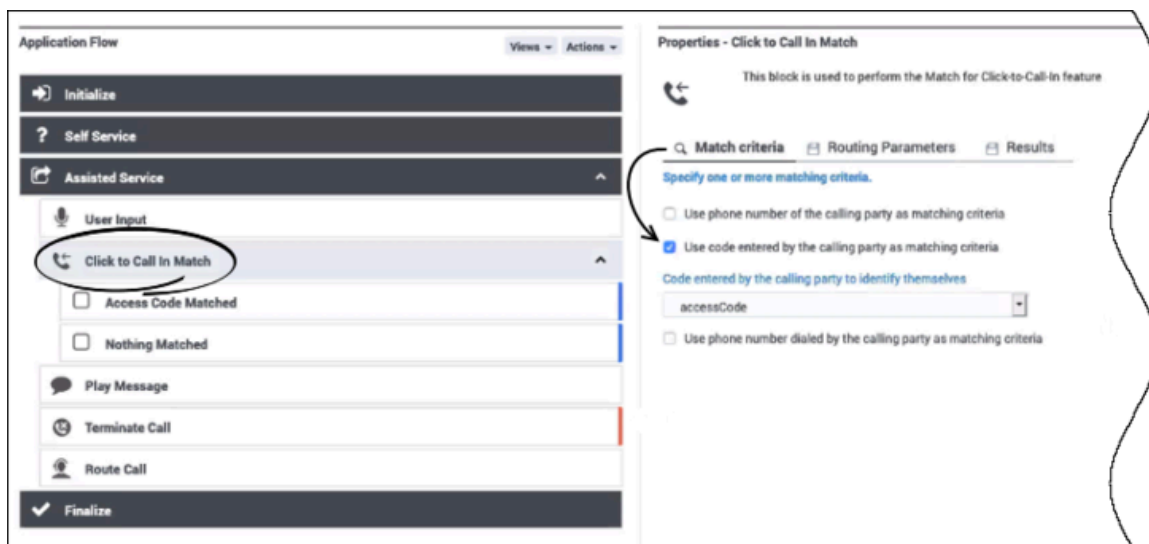 Application Flow
Views
Actions
Initialize
? Self Service
Assisted Service
User Input
Click to Call In Match
Access Code Matched
Nothing Matched
Play Message
Terminate Call
Route Call
Finalize
Properties - Click to Call In Match
This block is used to perform the Match for Click-to-Call-In feature
Match criteria
Routing Parameters
Results
Specify one or more matching criteria.
Use phone number of the calling party as matching criteria
Use code entered by the calling party as matching criteria
Code entered by the calling party to identify themselves
accessCode
Use phone number dialed by the calling party as matching criteria